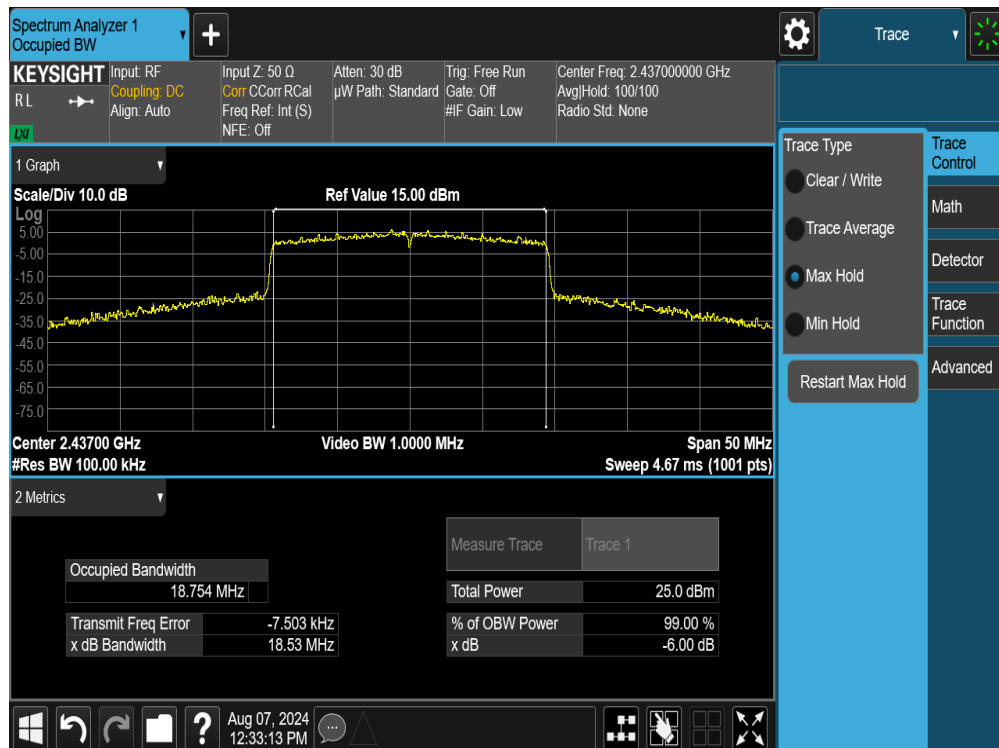 Spectrum Analyzer 1
Occupied BW
Trace
KEYSIGHT
RL
LXI
Input: RF
Coupling: DC
Align: Auto
Input Z: 50 Ω
Corr CCorr RCal
Freq Ref: Int (S)
NFE: Off
Atten: 30 dB
µW Path: Standard
Trig: Free Run
Gate: Off
#IF Gain: Low
Center Freq: 2.437000000 GHz
Avg|Hold: 100/100
Radio Std: None
1 Graph
Scale/Div 10.0 dB
Ref Value 15.00 dBm
Log
5.00
-5.00
-15.0
-25.0
-35.0
-45.0
-55.0
-65.0
-75.0
Center 2.43700 GHz
Video BW 1.0000 MHz
Span 50 MHz
#Res BW 100.00 kHz
Sweep 4.67 ms (1001 pts)
2 Metrics
Measure Trace
Trace 1
Occupied Bandwidth
18.754 MHz
Total Power
25.0 dBm
Transmit Freq Error
-7.503 kHz
% of OBW Power
99.00 %
x dB Bandwidth
18.53 MHz
x dB
-6.00 dB
Trace Type
Clear / Write
Trace Average
Max Hold
Min Hold
Restart Max Hold
Trace
Control
Math
Detector
Trace
Function
Advanced
?
Aug 07, 2024
12:33:13 PM